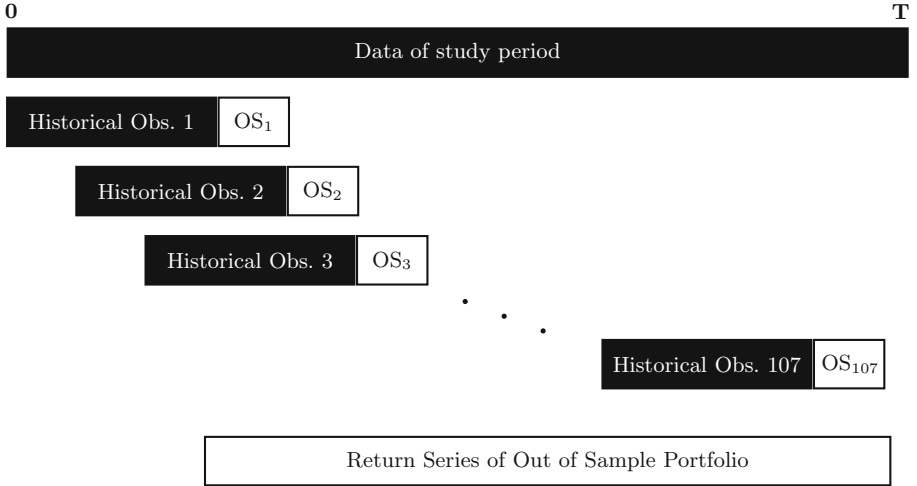 0 T
Data of study period
Historical Obs. 1 OS₁
Historical Obs. 2 OS₂
Historical Obs. 3 OS₃
Historical Obs. 107 OS₁₀₇
Return Series of Out of Sample Portfolio